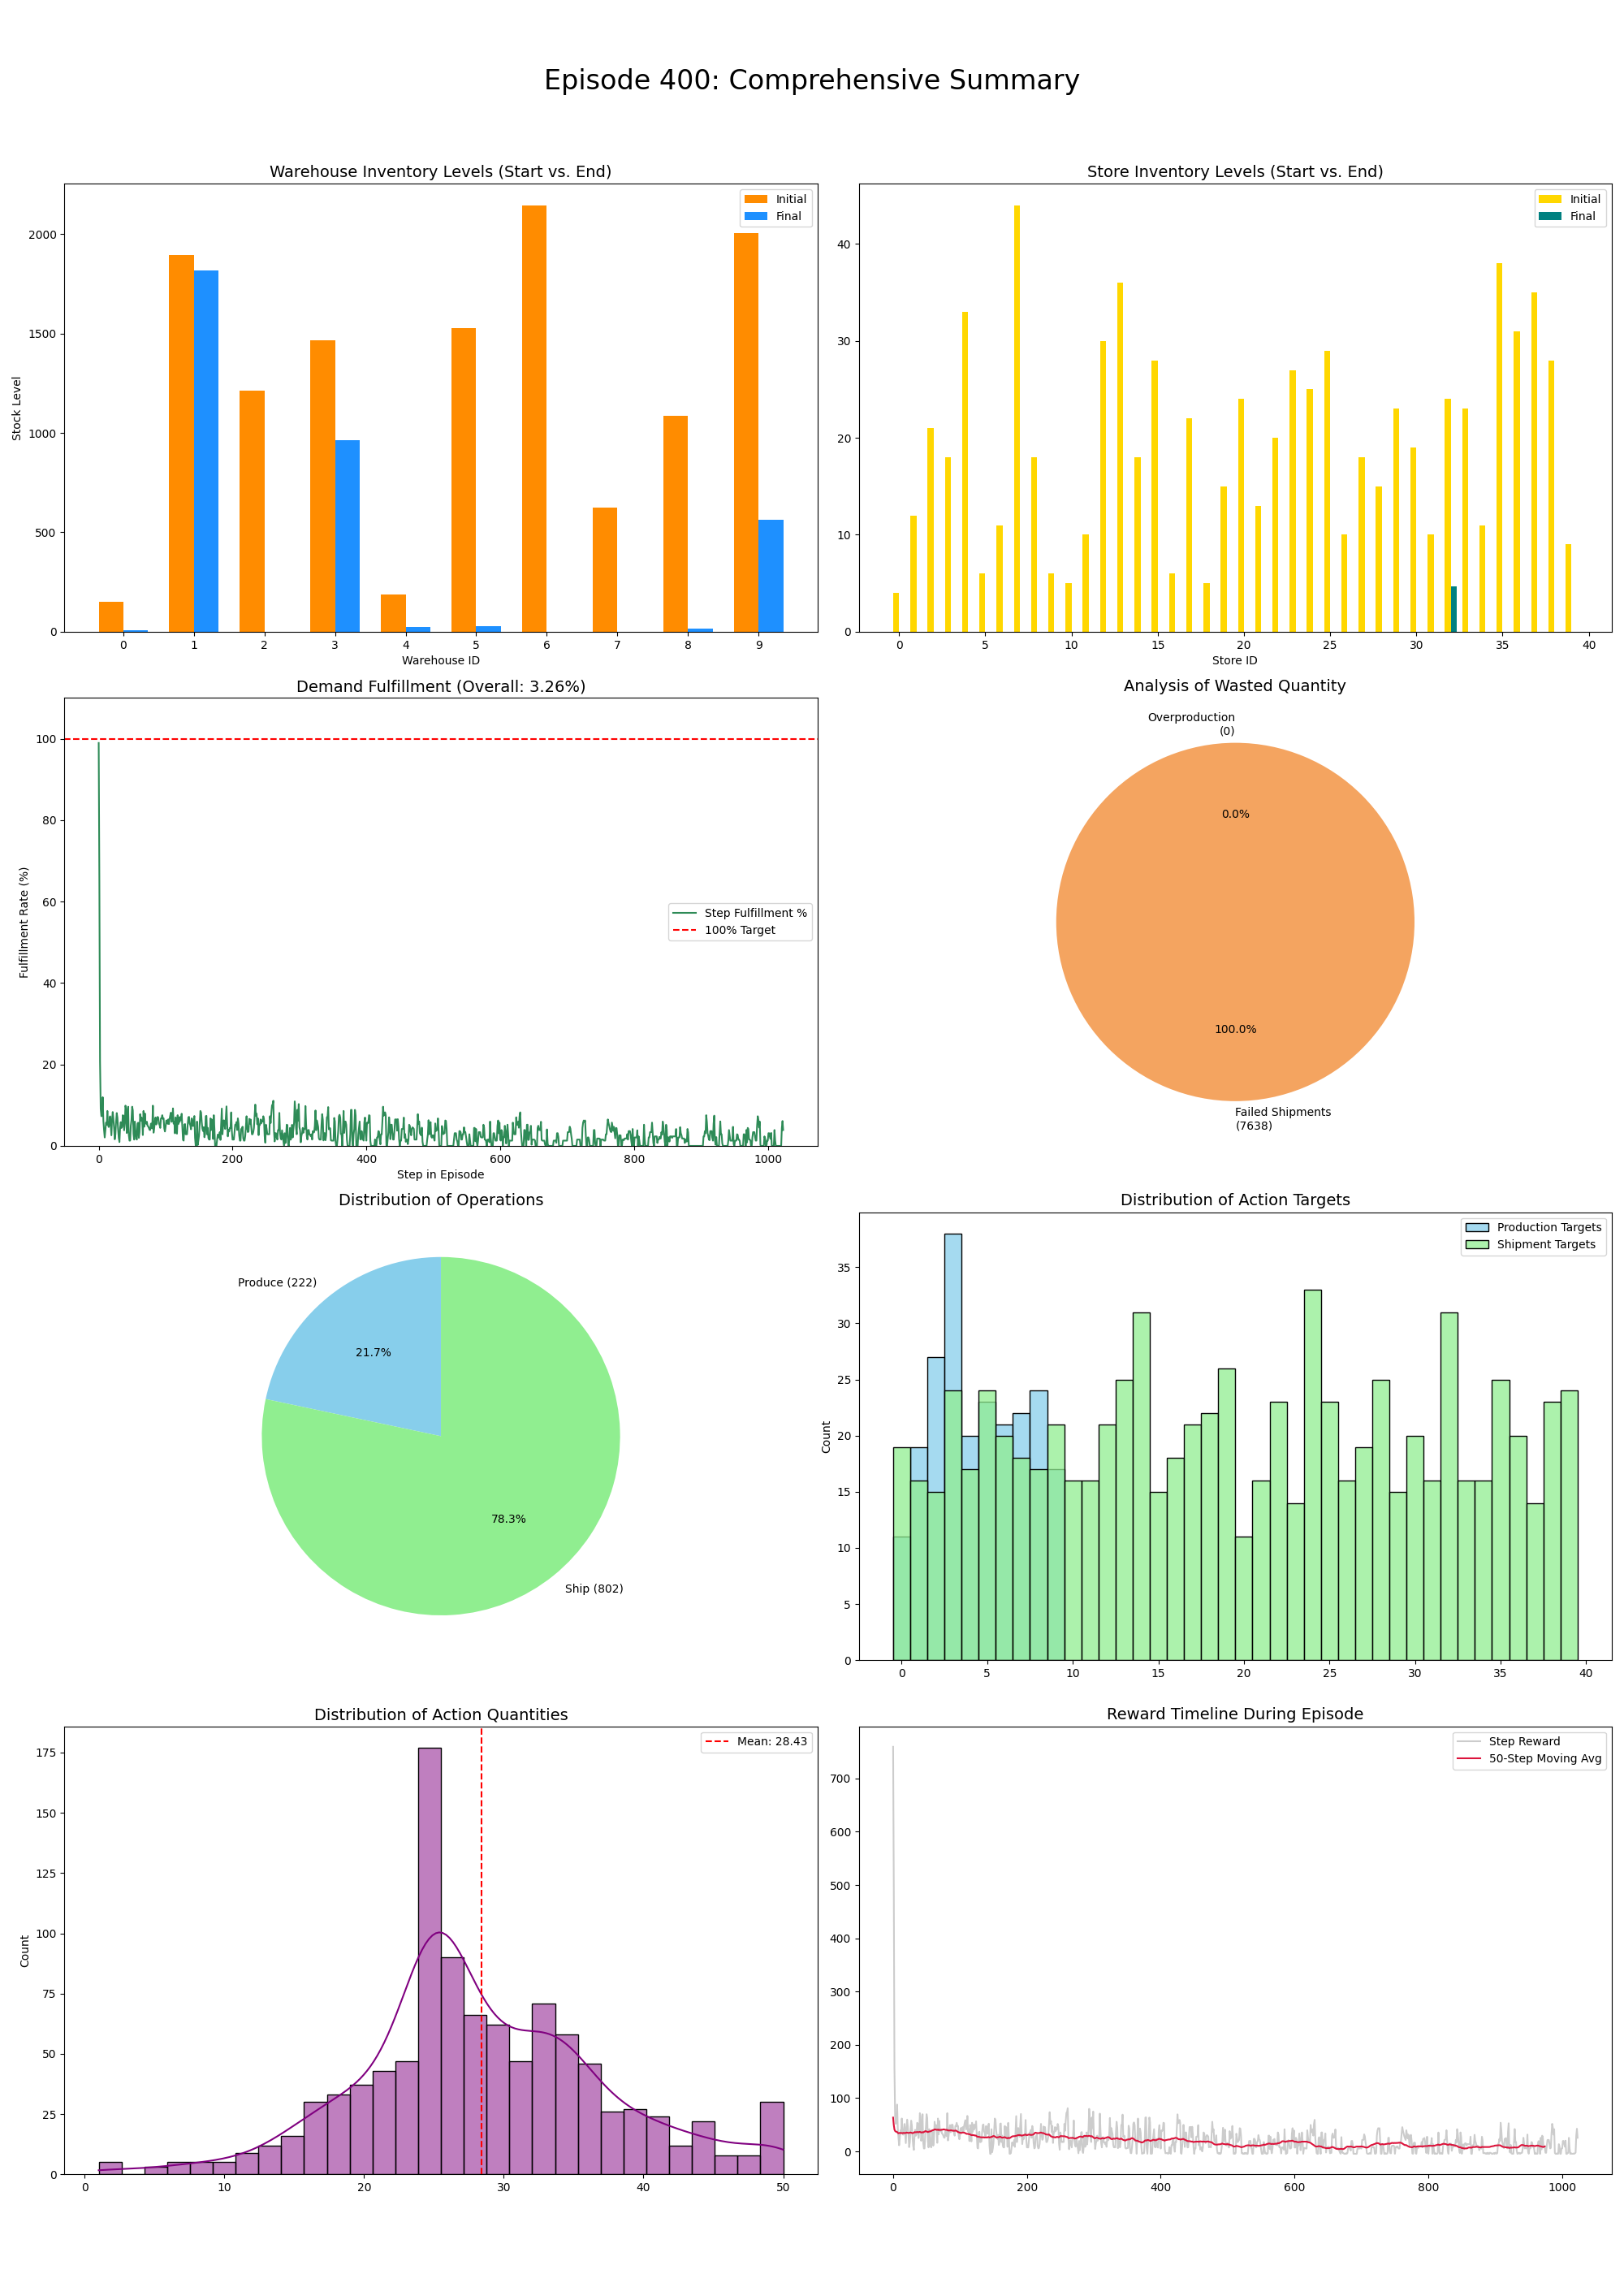 Episode 400: Comprehensive Summary
Warehouse Inventory Levels (Start vs. End)
Initial
Final
2000
1500
1000
500
0
Stock Level
0 1 2 3 4 5 6 7 8 9
Warehouse ID
Store Inventory Levels (Start vs. End)
Initial
Final
40
30
20
10
0
0 5 10 15 20 25 30 35 40
Store ID
Demand Fulfillment (Overall: 3.26%)
100
80
60
40
20
0
Fulfillment Rate (%)
Step Fulfillment %
100% Target
0 200 400 600 800 1000
Step in Episode
Analysis of Wasted Quantity
Overproduction
(0)
0.0%
100.0%
Failed Shipments
(7638)
Distribution of Operations
Produce (222)
21.7%
78.3%
Ship (802)
Distribution of Action Targets
Production Targets
Shipment Targets
35
30
25
20
15
10
5
0
Count
0 5 10 15 20 25 30 35 40
Distribution of Action Quantities
Mean: 28.43
175
150
125
100
75
50
25
0
Count
0 10 20 30 40 50
Reward Timeline During Episode
Step Reward
50-Step Moving Avg
700
600
500
400
300
200
100
0
0 200 400 600 800 1000